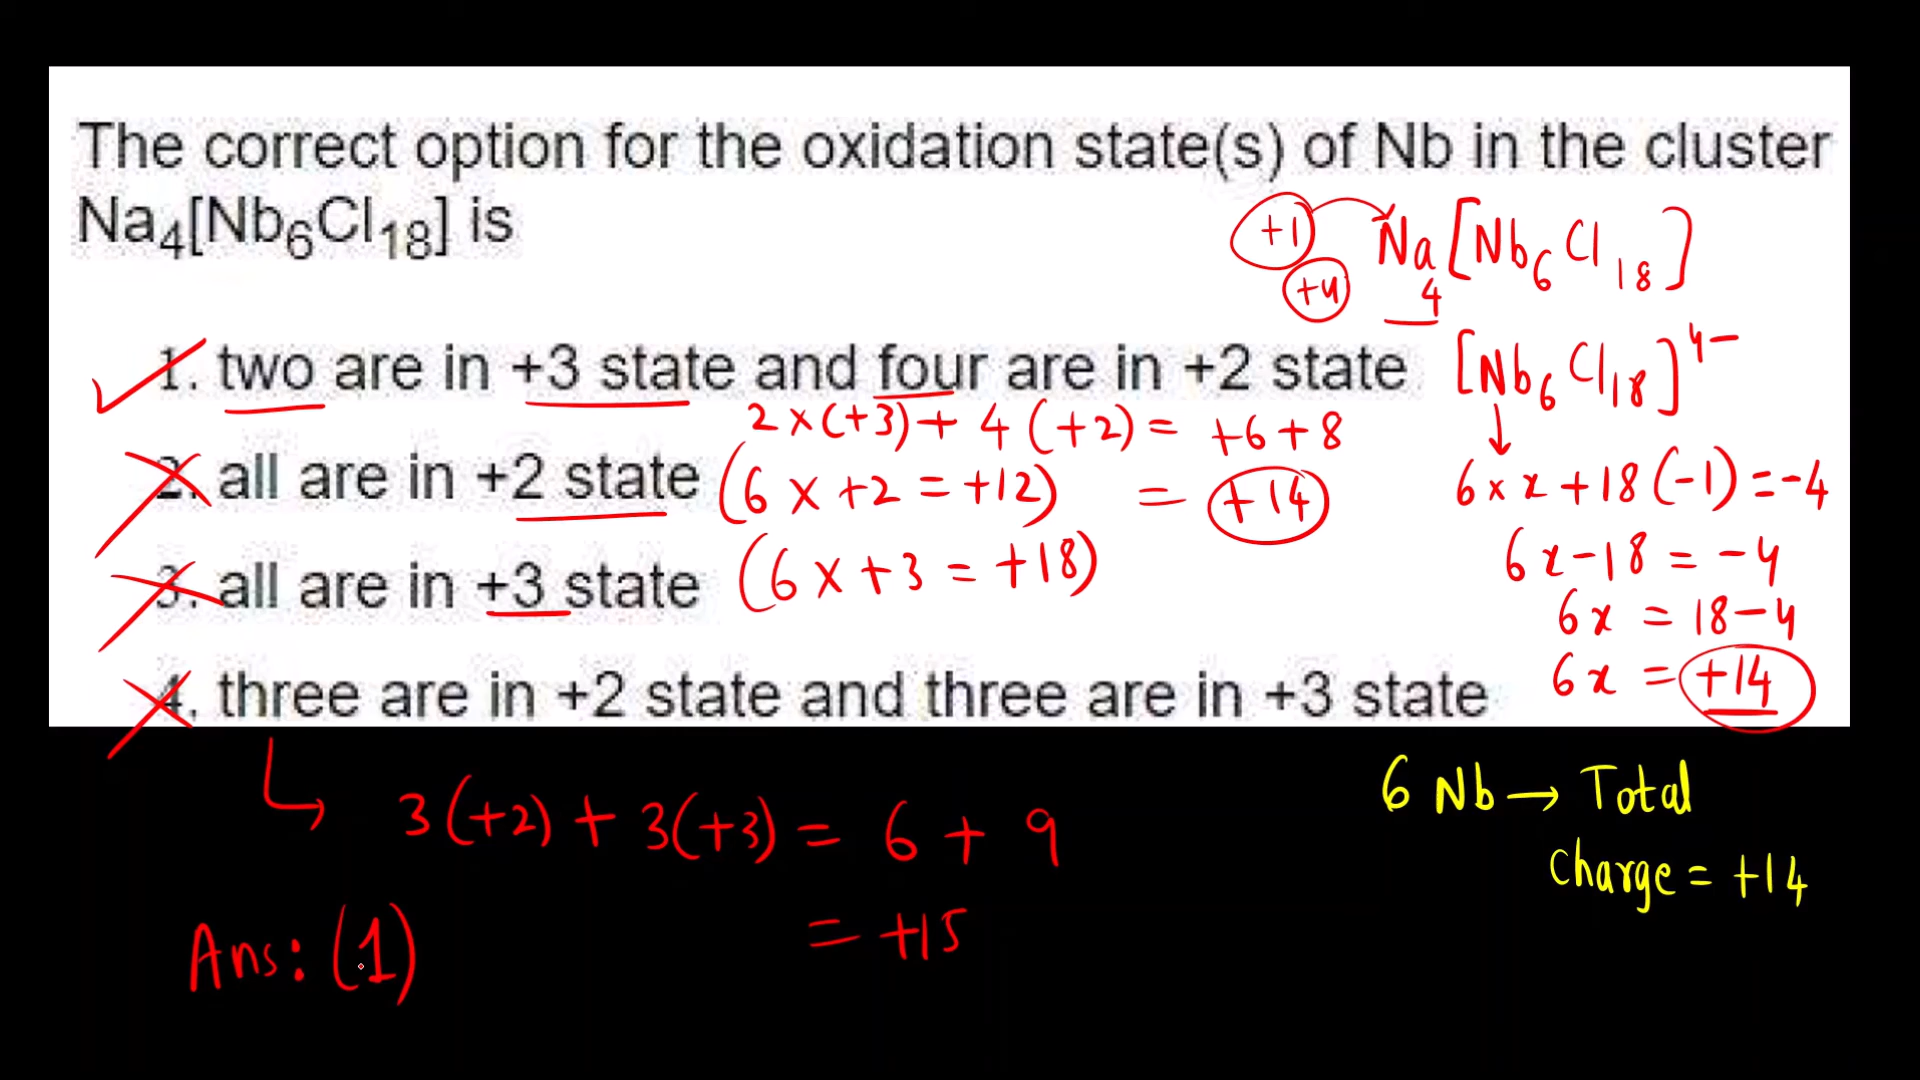 The correct option for the oxidation state(s) of Nb in the cluster
Na4[Nb6Cl18] is
+1 Na4[Nb6Cl18]
+4
1. two are in +3 state and four are in +2 state
[Nb6Cl18]4-
2×(+3)+ 4(+2)= +6+8
= +14
2. all are in +2 state (6×+2=+12)
3. all are in +3 state (6×+3=+18)
4. three are in +2 state and three are in +3 state
6×x+18(-1)=-4
6x-18=-4
6x = 18-4
6x = +14
3(+2)+3(+3)= 6+9
= +15
6 Nb→ Total
Charge= +14
Ans: (1)